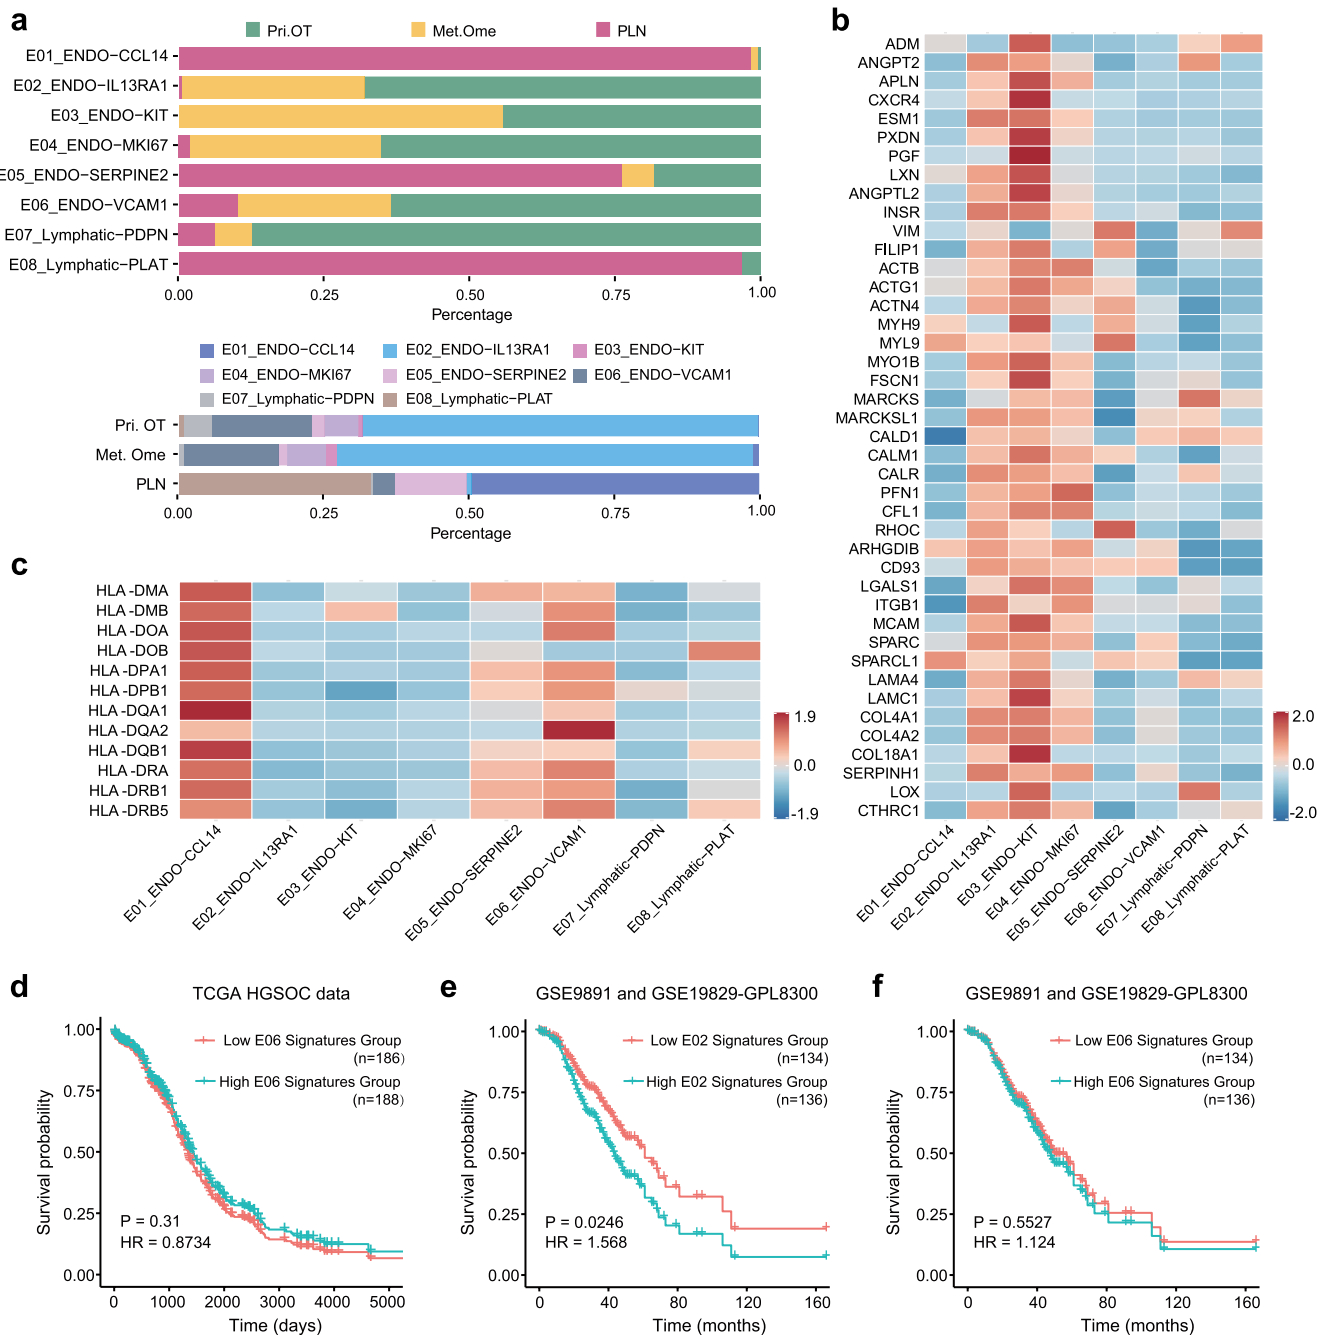 a
Pri.OT Met.Ome PLN
E01_ENDO−CCL14
E02_ENDO−IL13RA1
E03_ENDO−KIT
E04_ENDO−MKI67
E05_ENDO−SERPINE2
E06_ENDO−VCAM1
E07_Lymphatic−PDPN
E08_Lymphatic−PLAT
0.00 0.25 0.50 0.75 1.00
Percentage
E01_ENDO−CCL14 E02_ENDO−IL13RA1 E03_ENDO−KIT
E04_ENDO−MKI67 E05_ENDO−SERPINE2 E06_ENDO−VCAM1
E07_Lymphatic−PDPN E08_Lymphatic−PLAT
Pri. OT
Met. Ome
PLN
0.00 0.25 0.50 0.75 1.00
Percentage
b
ADM
ANGPT2
APLN
CXCR4
ESM1
PXDN
PGF
LXN
ANGPTL2
INSR
VIM
FILIP1
ACTB
ACTG1
ACTN4
MYH9
MYL9
MYO1B
FSCN1
MARCKS
MARCKSL1
CALD1
CALM1
CALR
PFN1
CFL1
RHOC
ARHGDIB
CD93
LGALS1
ITGB1
MCAM
SPARC
SPARCL1
LAMA4
LAMC1
COL4A1
COL4A2
COL18A1
SERPINH1
LOX
CTHRC1
2.0
0.0
-2.0
E01_ENDO−CCL14
E02_ENDO−IL13RA1
E03_ENDO−KIT
E04_ENDO−MKI67
E05_ENDO−SERPINE2
E06_ENDO−VCAM1
E07_Lymphatic−PDPN
E08_Lymphatic−PLAT
c
HLA-DMA
HLA-DMB
HLA-DOA
HLA-DOB
HLA-DPA1
HLA-DPB1
HLA-DQA1
HLA-DQA2
HLA-DQB1
HLA-DRA
HLA-DRB1
HLA-DRB5
1.9
0.0
-1.9
E01_ENDO−CCL14
E02_ENDO−IL13RA1
E03_ENDO−KIT
E04_ENDO−MKI67
E05_ENDO−SERPINE2
E06_ENDO−VCAM1
E07_Lymphatic−PDPN
E08_Lymphatic−PLAT
d
TCGA HGSOC data
Survival probability
1.00
0.75
0.50
0.25
0.00
Low E06 Signatures Group
(n=186)
High E06 Signatures Group
(n=188)
P = 0.31
HR = 0.8734
0 1000 2000 3000 4000 5000
Time (days)
e
GSE9891 and GSE19829-GPL8300
Survival probability
1.00
0.75
0.50
0.25
0.00
Low E02 Signatures Group
(n=134)
High E02 Signatures Group
(n=136)
P = 0.0246
HR = 1.568
0 40 80 120 160
Time (months)
f
GSE9891 and GSE19829-GPL8300
Survival probability
1.00
0.75
0.50
0.25
0.00
Low E06 Signatures Group
(n=134)
High E06 Signatures Group
(n=136)
P = 0.5527
HR = 1.124
0 40 80 120 160
Time (months)